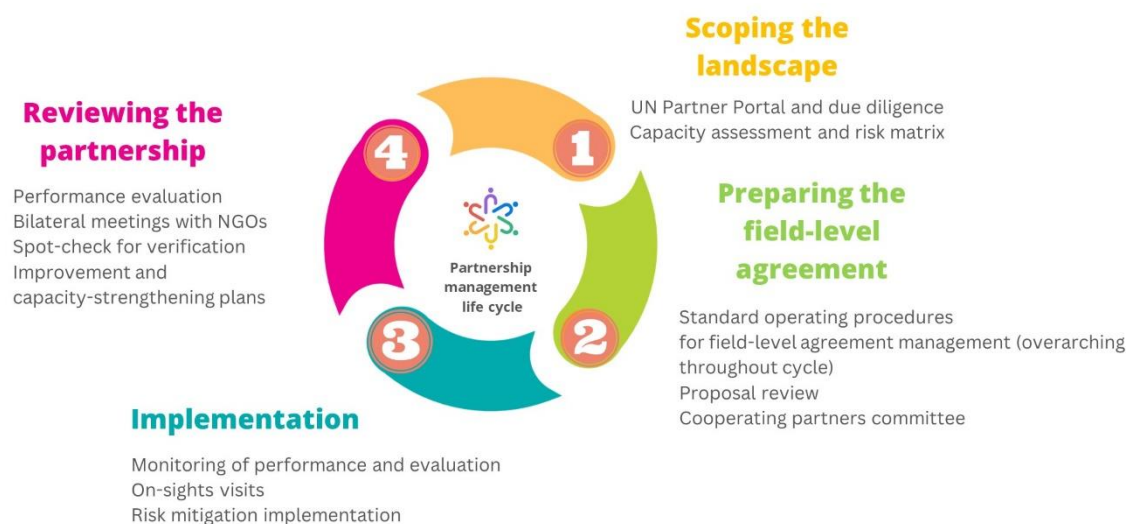 Scoping the
landscape
UN Partner Portal and due diligence
Capacity assessment and risk matrix
1
Preparing the
field-level
agreement
Standard operating procedures
for field-level agreement management (overarching
throughout cycle)
Proposal review
Cooperating partners committee
2
Implementation
Monitoring of performance and evaluation
On-sights visits
Risk mitigation implementation
3
Reviewing the
partnership
Performance evaluation
Bilateral meetings with NGOs
Spot-check for verification
Improvement and
capacity-strengthening plans
4
Partnership
management
life cycle